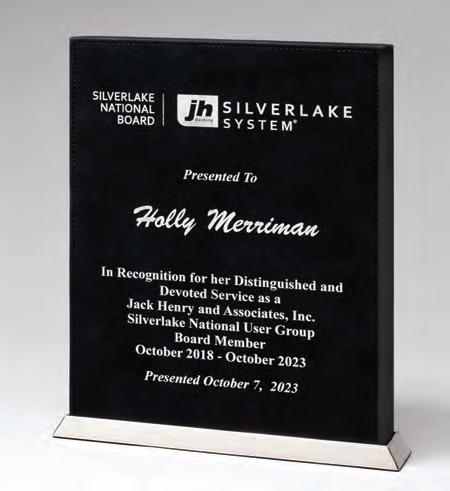 SILVERLAKE
NATIONAL
BOARD
jh
Banking
SILVERLAKE
SYSTEM®
Presented To
Holly Merriman
In Recognition for her Distinguished and
Devoted Service as a
Jack Henry and Associates, Inc.
Silverlake National User Group
Board Member
October 2018 - October 2023
Presented October 7, 2023